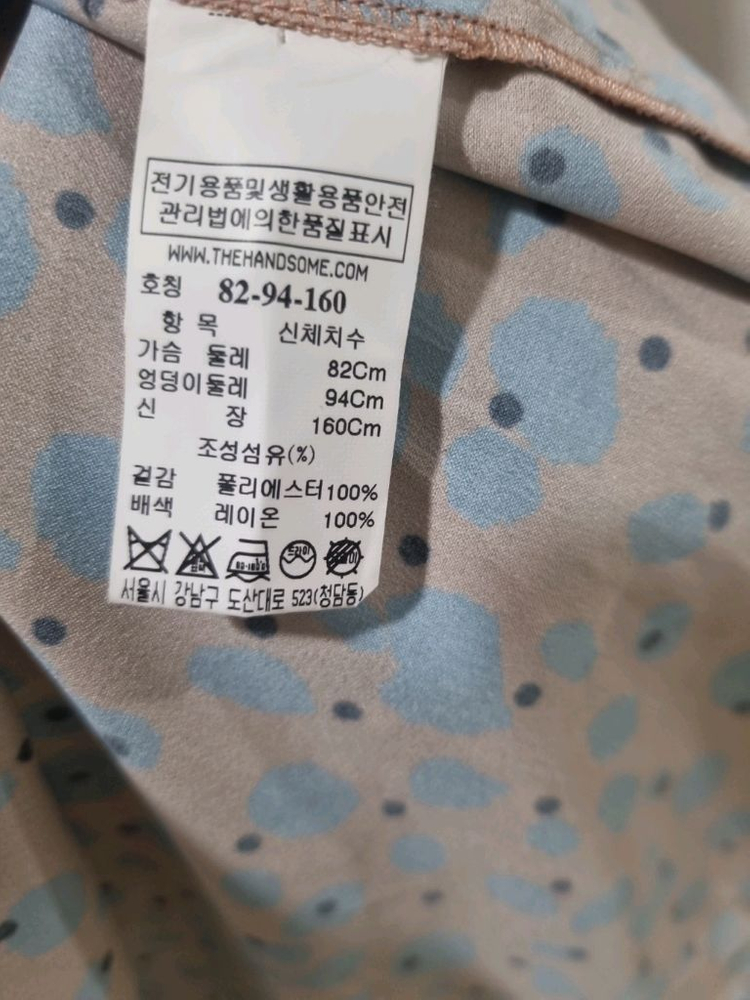 전기용품및생활용품안전
관리법에의한품질표시
WWW.THEHANDSOME.COM
호칭 82-94-160
항 목 신체치수
가슴 둘레 82Cm
엉덩이둘레 94Cm
신 장 160Cm
조성섬유(%)
겉감 폴리에스터100%
배색 레이온 100%
드라이
서울시 강남구 도산대로 523(청담동)